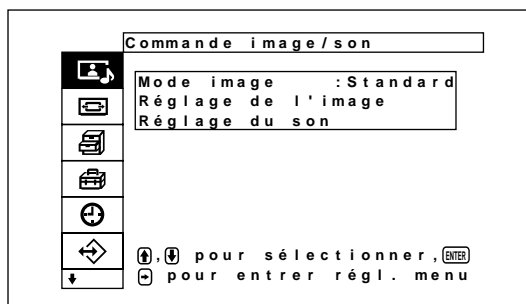 Commande image/son
Mode image :Standard
Réglage de l'image
Réglage du son
, pour sélectionner, ENTER
pour entrer régl. menu